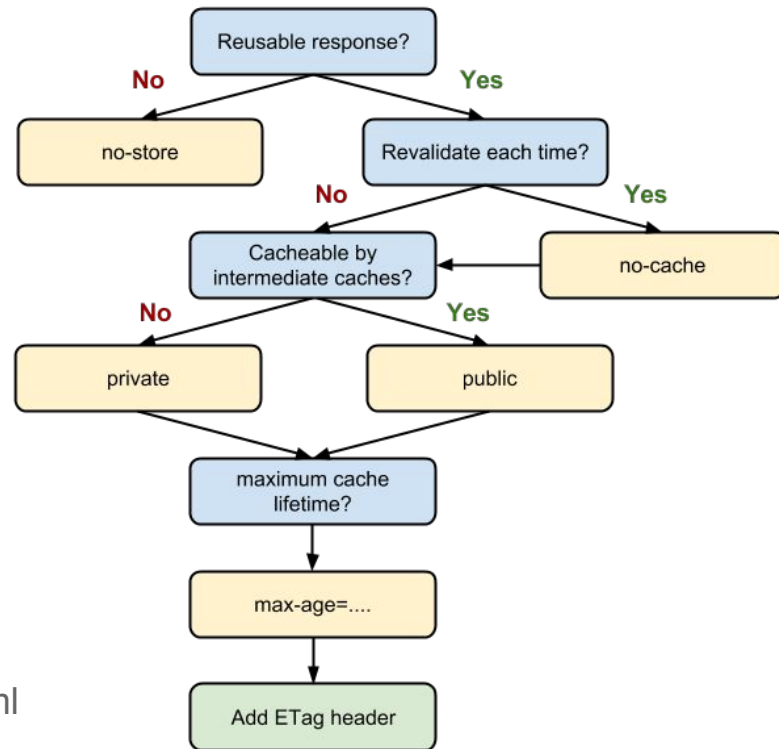 Reusable response?
No
Yes
no-store
Revalidate each time?
No
Yes
Cacheable by
intermediate caches?
no-cache
No
Yes
private
public
maximum cache
lifetime?
max-age=....
nl
Add ETag header